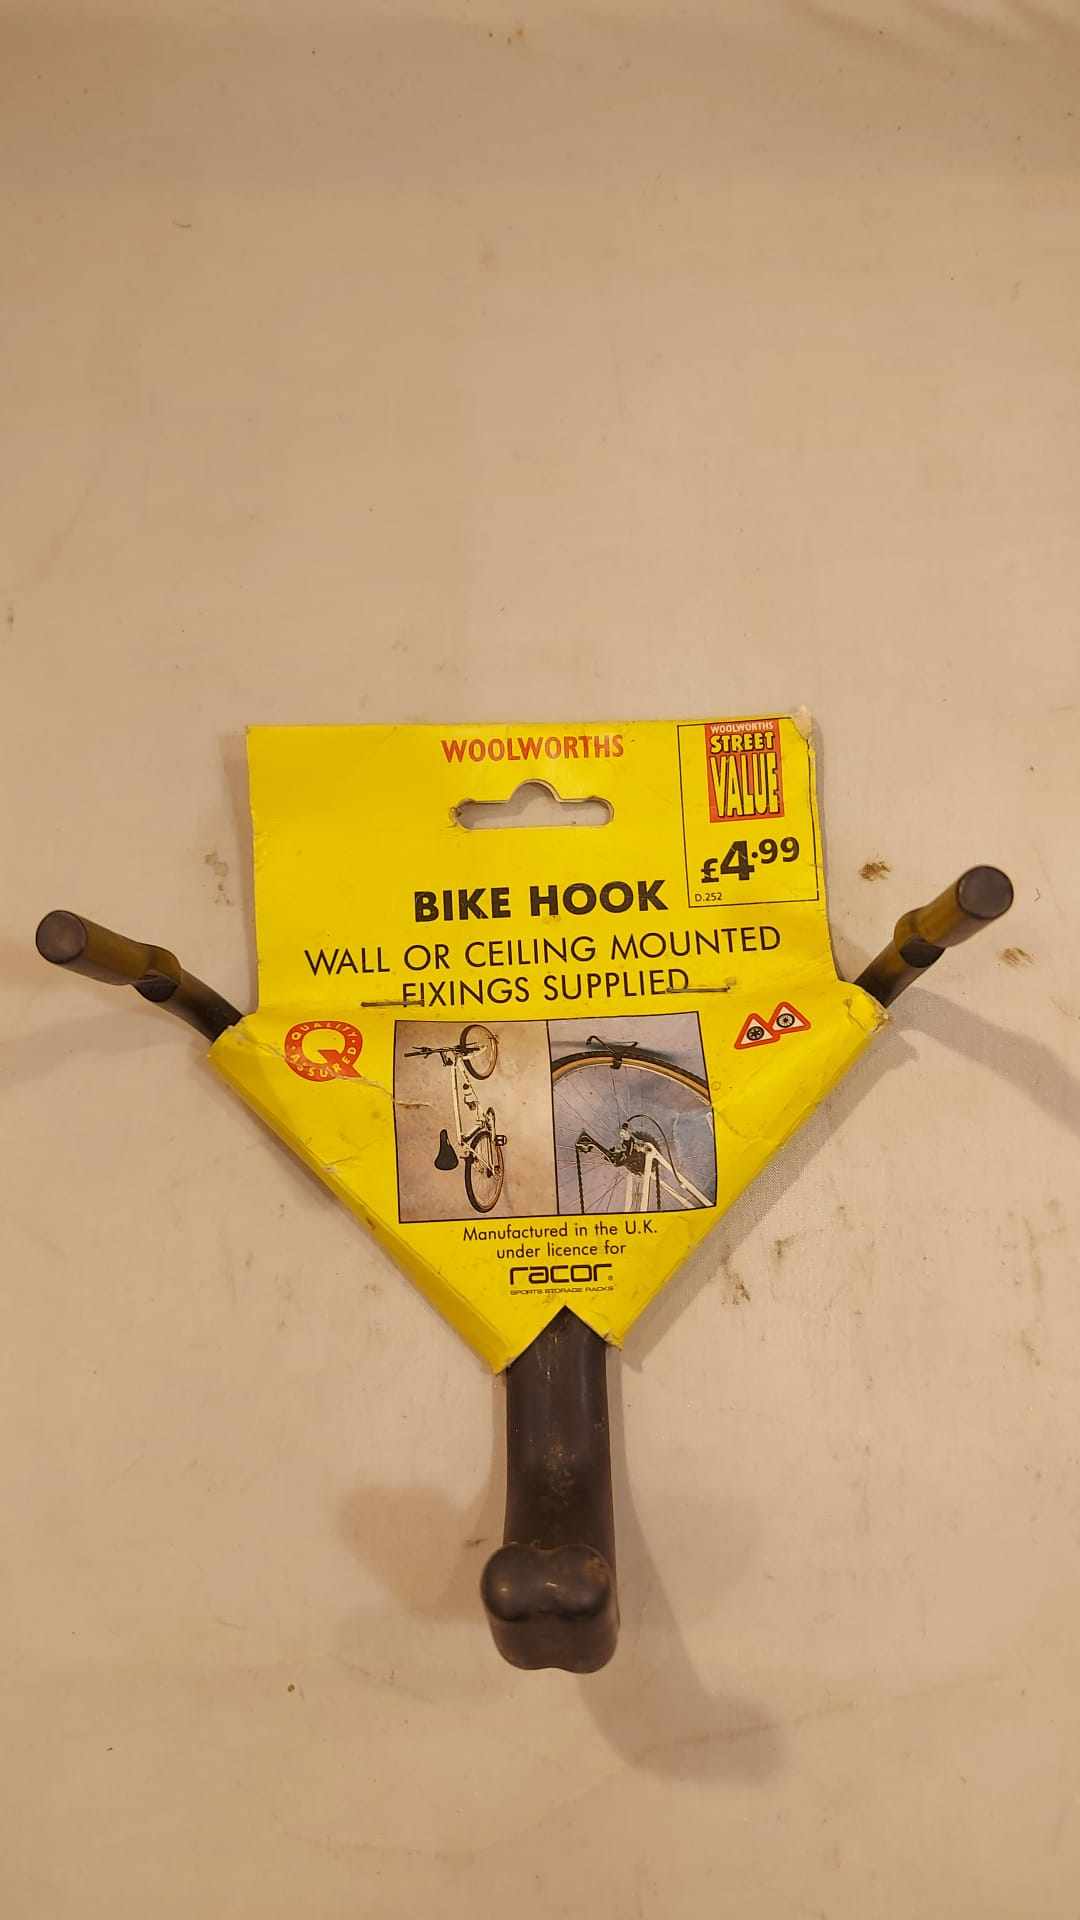 WOOLWORTHS
WOOLWORTHS
STREET
VALUE
£4.99
D.252
BIKE HOOK
WALL OR CEILING MOUNTED
FIXINGS SUPPLIED
QUALITY ASSURED
Manufactured in the U.K.
under licence for
racor®
SPORTS STORAGE RACKS